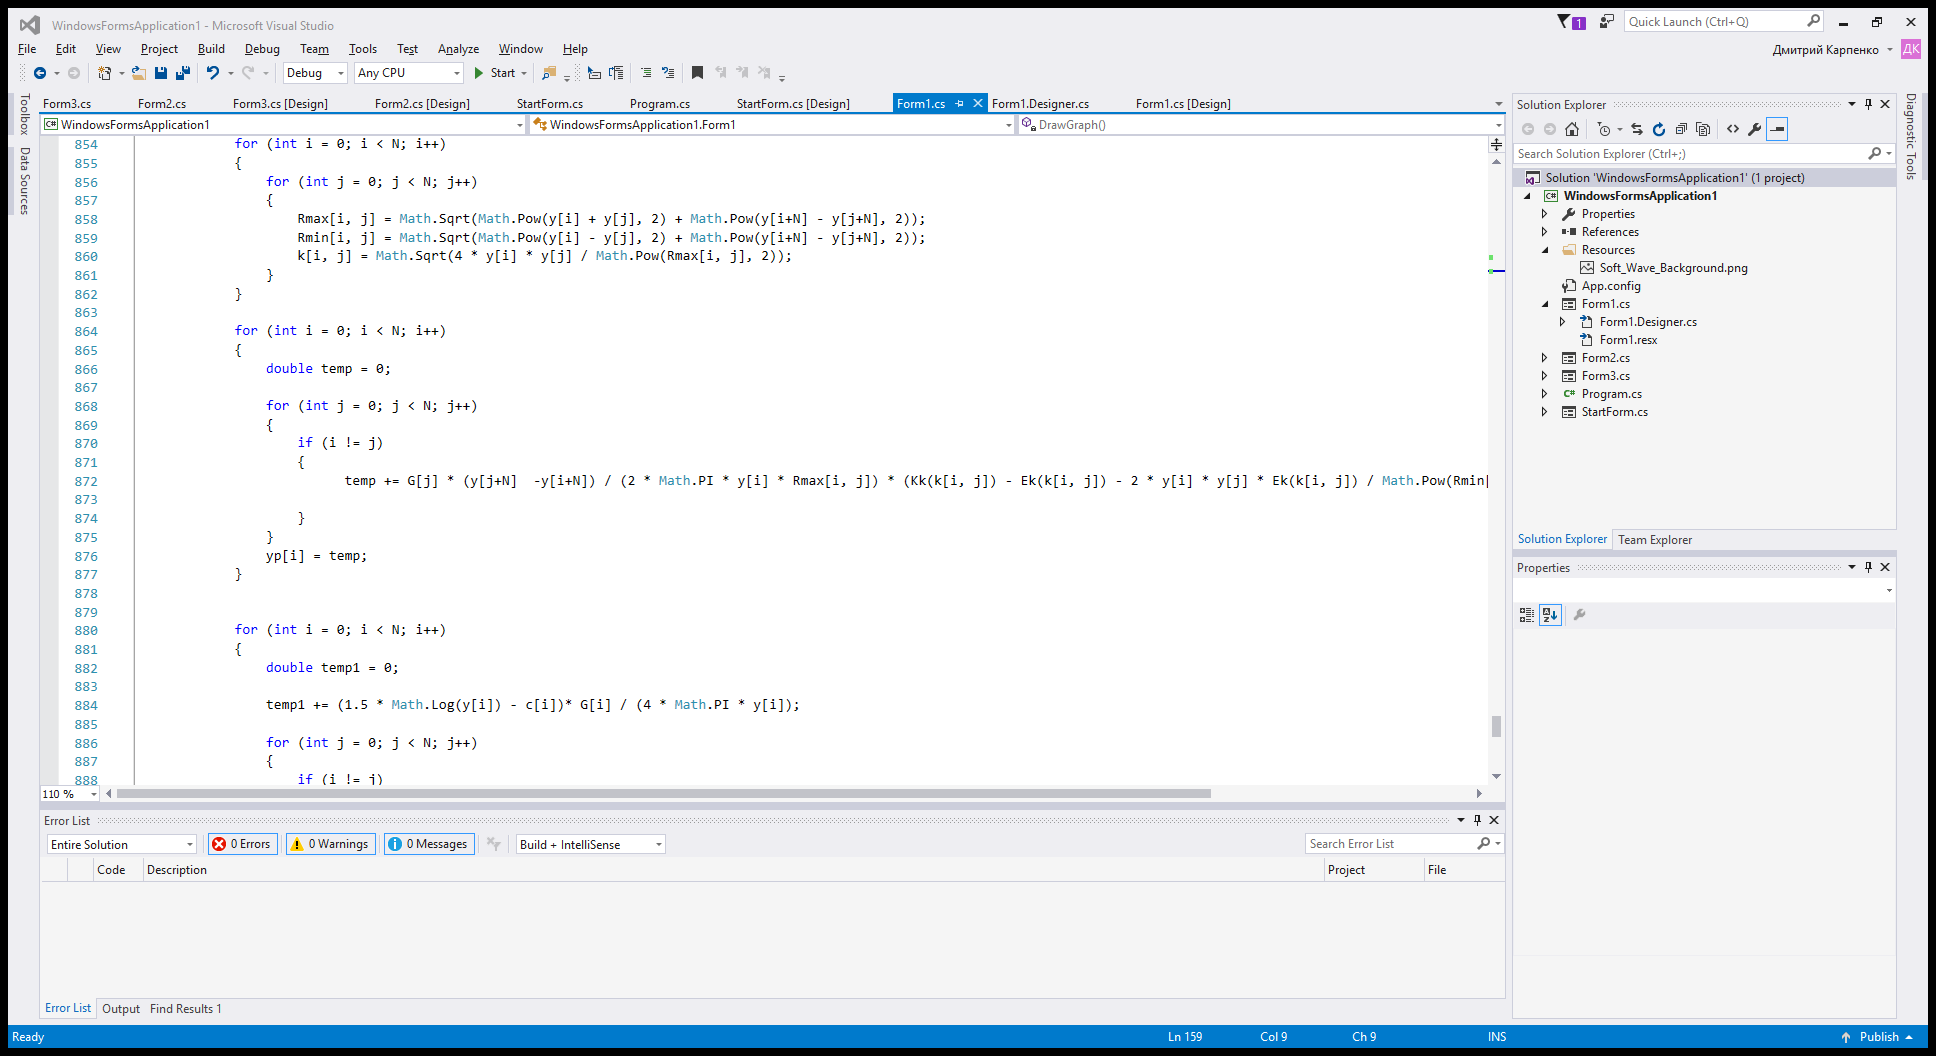 WindowsFormsApplication1 - Microsoft Visual Studio
1
Quick Launch (Ctrl+Q)
File Edit View Project Build Debug Team Tools Test Analyze Window Help
Дмитрий Карпенко
ДК
Debug Any CPU Start
Toolbox
Data Sources
Form3.cs Form2.cs Form3.cs [Design] Form2.cs [Design] StartForm.cs Program.cs StartForm.cs [Design] Form1.cs Form1.Designer.cs Form1.cs [Design]
C# WindowsFormsApplication1 WindowsFormsApplication1.Form1 DrawGraph()
854 for (int i = 0; i < N; i++)
855 {
856 for (int j = 0; j < N; j++)
857 {
858 Rmax[i, j] = Math.Sqrt(Math.Pow(y[i] + y[j], 2) + Math.Pow(y[i+N] - y[j+N], 2));
859 Rmin[i, j] = Math.Sqrt(Math.Pow(y[i] - y[j], 2) + Math.Pow(y[i+N] - y[j+N], 2));
860 k[i, j] = Math.Sqrt(4 * y[i] * y[j] / Math.Pow(Rmax[i, j], 2));
861 }
862 }
863
864 for (int i = 0; i < N; i++)
865 {
866 double temp = 0;
867
868 for (int j = 0; j < N; j++)
869 {
870 if (i != j)
871 {
872 temp += G[j] * (y[j+N]  -y[i+N]) / (2 * Math.PI * y[i] * Rmax[i, j]) * (Kk(k[i, j]) - Ek(k[i, j]) - 2 * y[i] * y[j] * Ek(k[i, j]) / Math.Pow(Rmin[
873
874 }
875 }
876 yp[i] = temp;
877 }
878
879
880 for (int i = 0; i < N; i++)
881 {
882 double temp1 = 0;
883
884 temp1 += (1.5 * Math.Log(y[i]) - c[i])* G[i] / (4 * Math.PI * y[i]);
885
886 for (int j = 0; j < N; j++)
887 {
888 if (i != j)
110 %
Error List
Entire Solution 0 Errors 0 Warnings 0 Messages Build + IntelliSense Search Error List
Code Description Project File
Error List Output Find Results 1
Solution Explorer
Search Solution Explorer (Ctrl+;)
Solution 'WindowsFormsApplication1' (1 project)
C# WindowsFormsApplication1
Properties
References
Resources
Soft_Wave_Background.png
App.config
Form1.cs
Form1.Designer.cs
Form1.resx
Form2.cs
Form3.cs
C# Program.cs
StartForm.cs
Solution Explorer Team Explorer
Properties
Diagnostic Tools
Ready Ln 159 Col 9 Ch 9 INS Publish